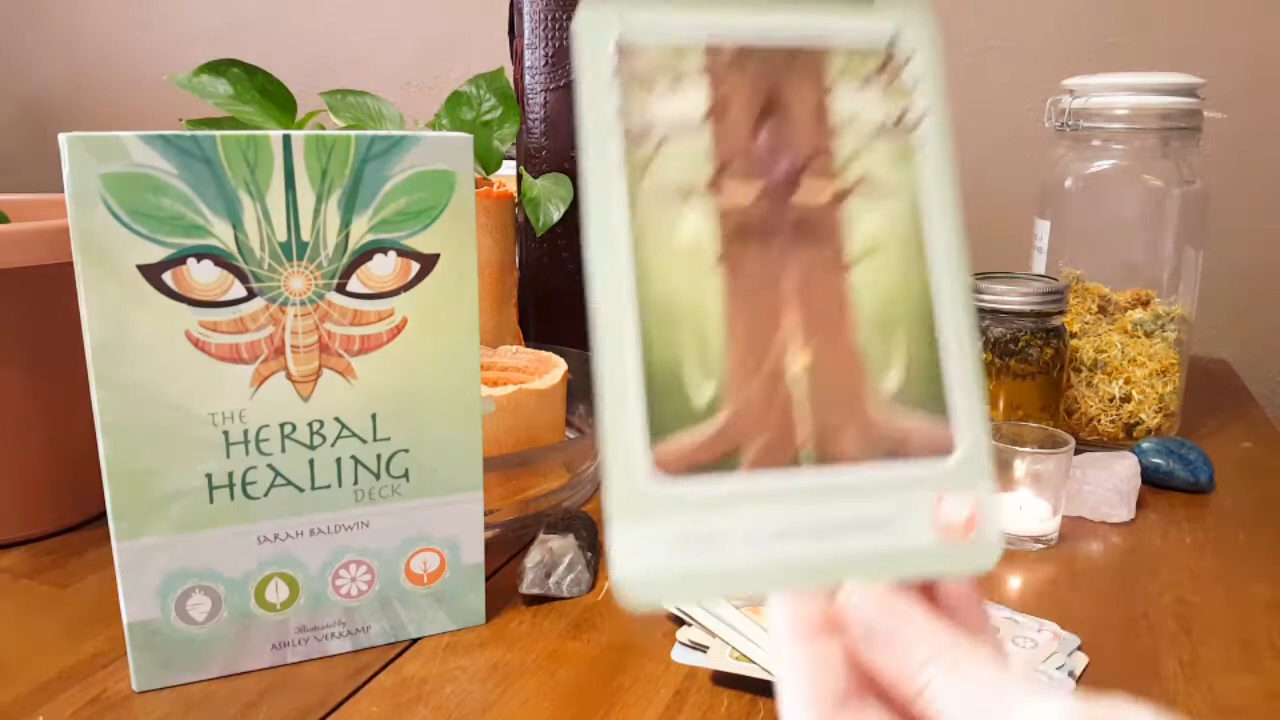 THE
HERBAL
HEALING
DECK
SARAH BALDWIN
Illustrated by
ASHLEY VERKAMP